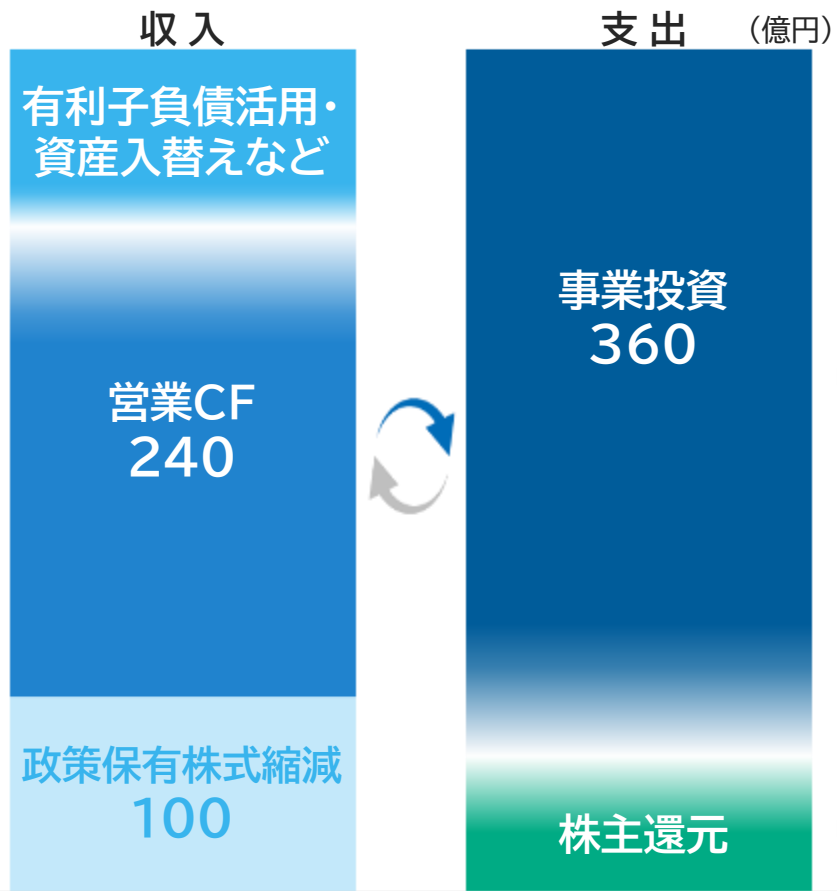 収入
有利子負債活用・
資産入替えなど
営業CF
240
政策保有株式縮減
100
支出 （億円）
事業投資
360
株主還元